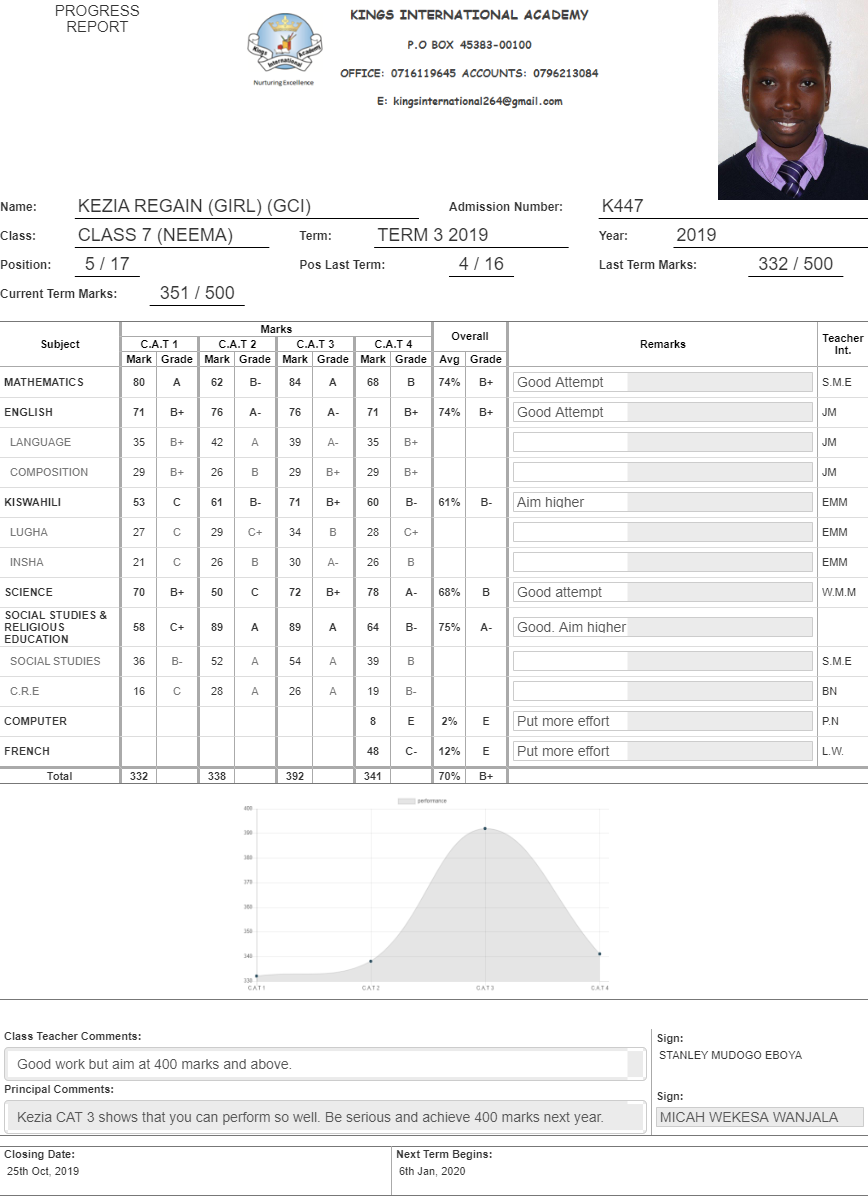 PROGRESS
REPORT
Kings Academy
International
Nurturing Excellence
KINGS INTERNATIONAL ACADEMY
P.O BOX 45383-00100
OFFICE: 0716119645 ACCOUNTS: 0796213084
E: kingsinternational264@gmail.com
Name: KEZIA REGAIN (GIRL) (GCI) Admission Number: K447
Class: CLASS 7 (NEEMA) Term: TERM 3 2019 Year: 2019
Position: 5 / 17 Pos Last Term: 4 / 16 Last Term Marks: 332 / 500
Current Term Marks: 351 / 500
Subject Marks Overall Remarks Teacher Int.
C.A.T 1 C.A.T 2 C.A.T 3 C.A.T 4
Mark Grade Mark Grade Mark Grade Mark Grade Avg Grade
MATHEMATICS 80 A 62 B- 84 A 68 B 74% B+ Good Attempt S.M.E
ENGLISH 71 B+ 76 A- 76 A- 71 B+ 74% B+ Good Attempt JM
LANGUAGE 35 B+ 42 A 39 A- 35 B+ JM
COMPOSITION 29 B+ 26 B 29 B+ 29 B+ JM
KISWAHILI 53 C 61 B- 71 B+ 60 B- 61% B- Aim higher EMM
LUGHA 27 C 29 C+ 34 B 28 C+ EMM
INSHA 21 C 26 B 30 A- 26 B EMM
SCIENCE 70 B+ 50 C 72 B+ 78 A- 68% B Good attempt W.M.M
SOCIAL STUDIES &
RELIGIOUS 58 C+ 89 A 89 A 64 B- 75% A- Good. Aim higher
EDUCATION
SOCIAL STUDIES 36 B- 52 A 54 A 39 B S.M.E
C.R.E 16 C 28 A 26 A 19 B- BN
COMPUTER 8 E 2% E Put more effort P.N
FRENCH 48 C- 12% E Put more effort L.W.
Total 332 338 392 341 70% B+
performance
400
390
380
370
360
350
340
330
CAT1 CAT2 CAT3 CAT4
Class Teacher Comments:
Good work but aim at 400 marks and above.
Sign:
STANLEY MUDOGO EBOYA
Principal Comments:
Kezia CAT 3 shows that you can perform so well. Be serious and achieve 400 marks next year.
Sign:
MICAH WEKESA WANJALA
Closing Date: Next Term Begins:
25th Oct, 2019 6th Jan, 2020